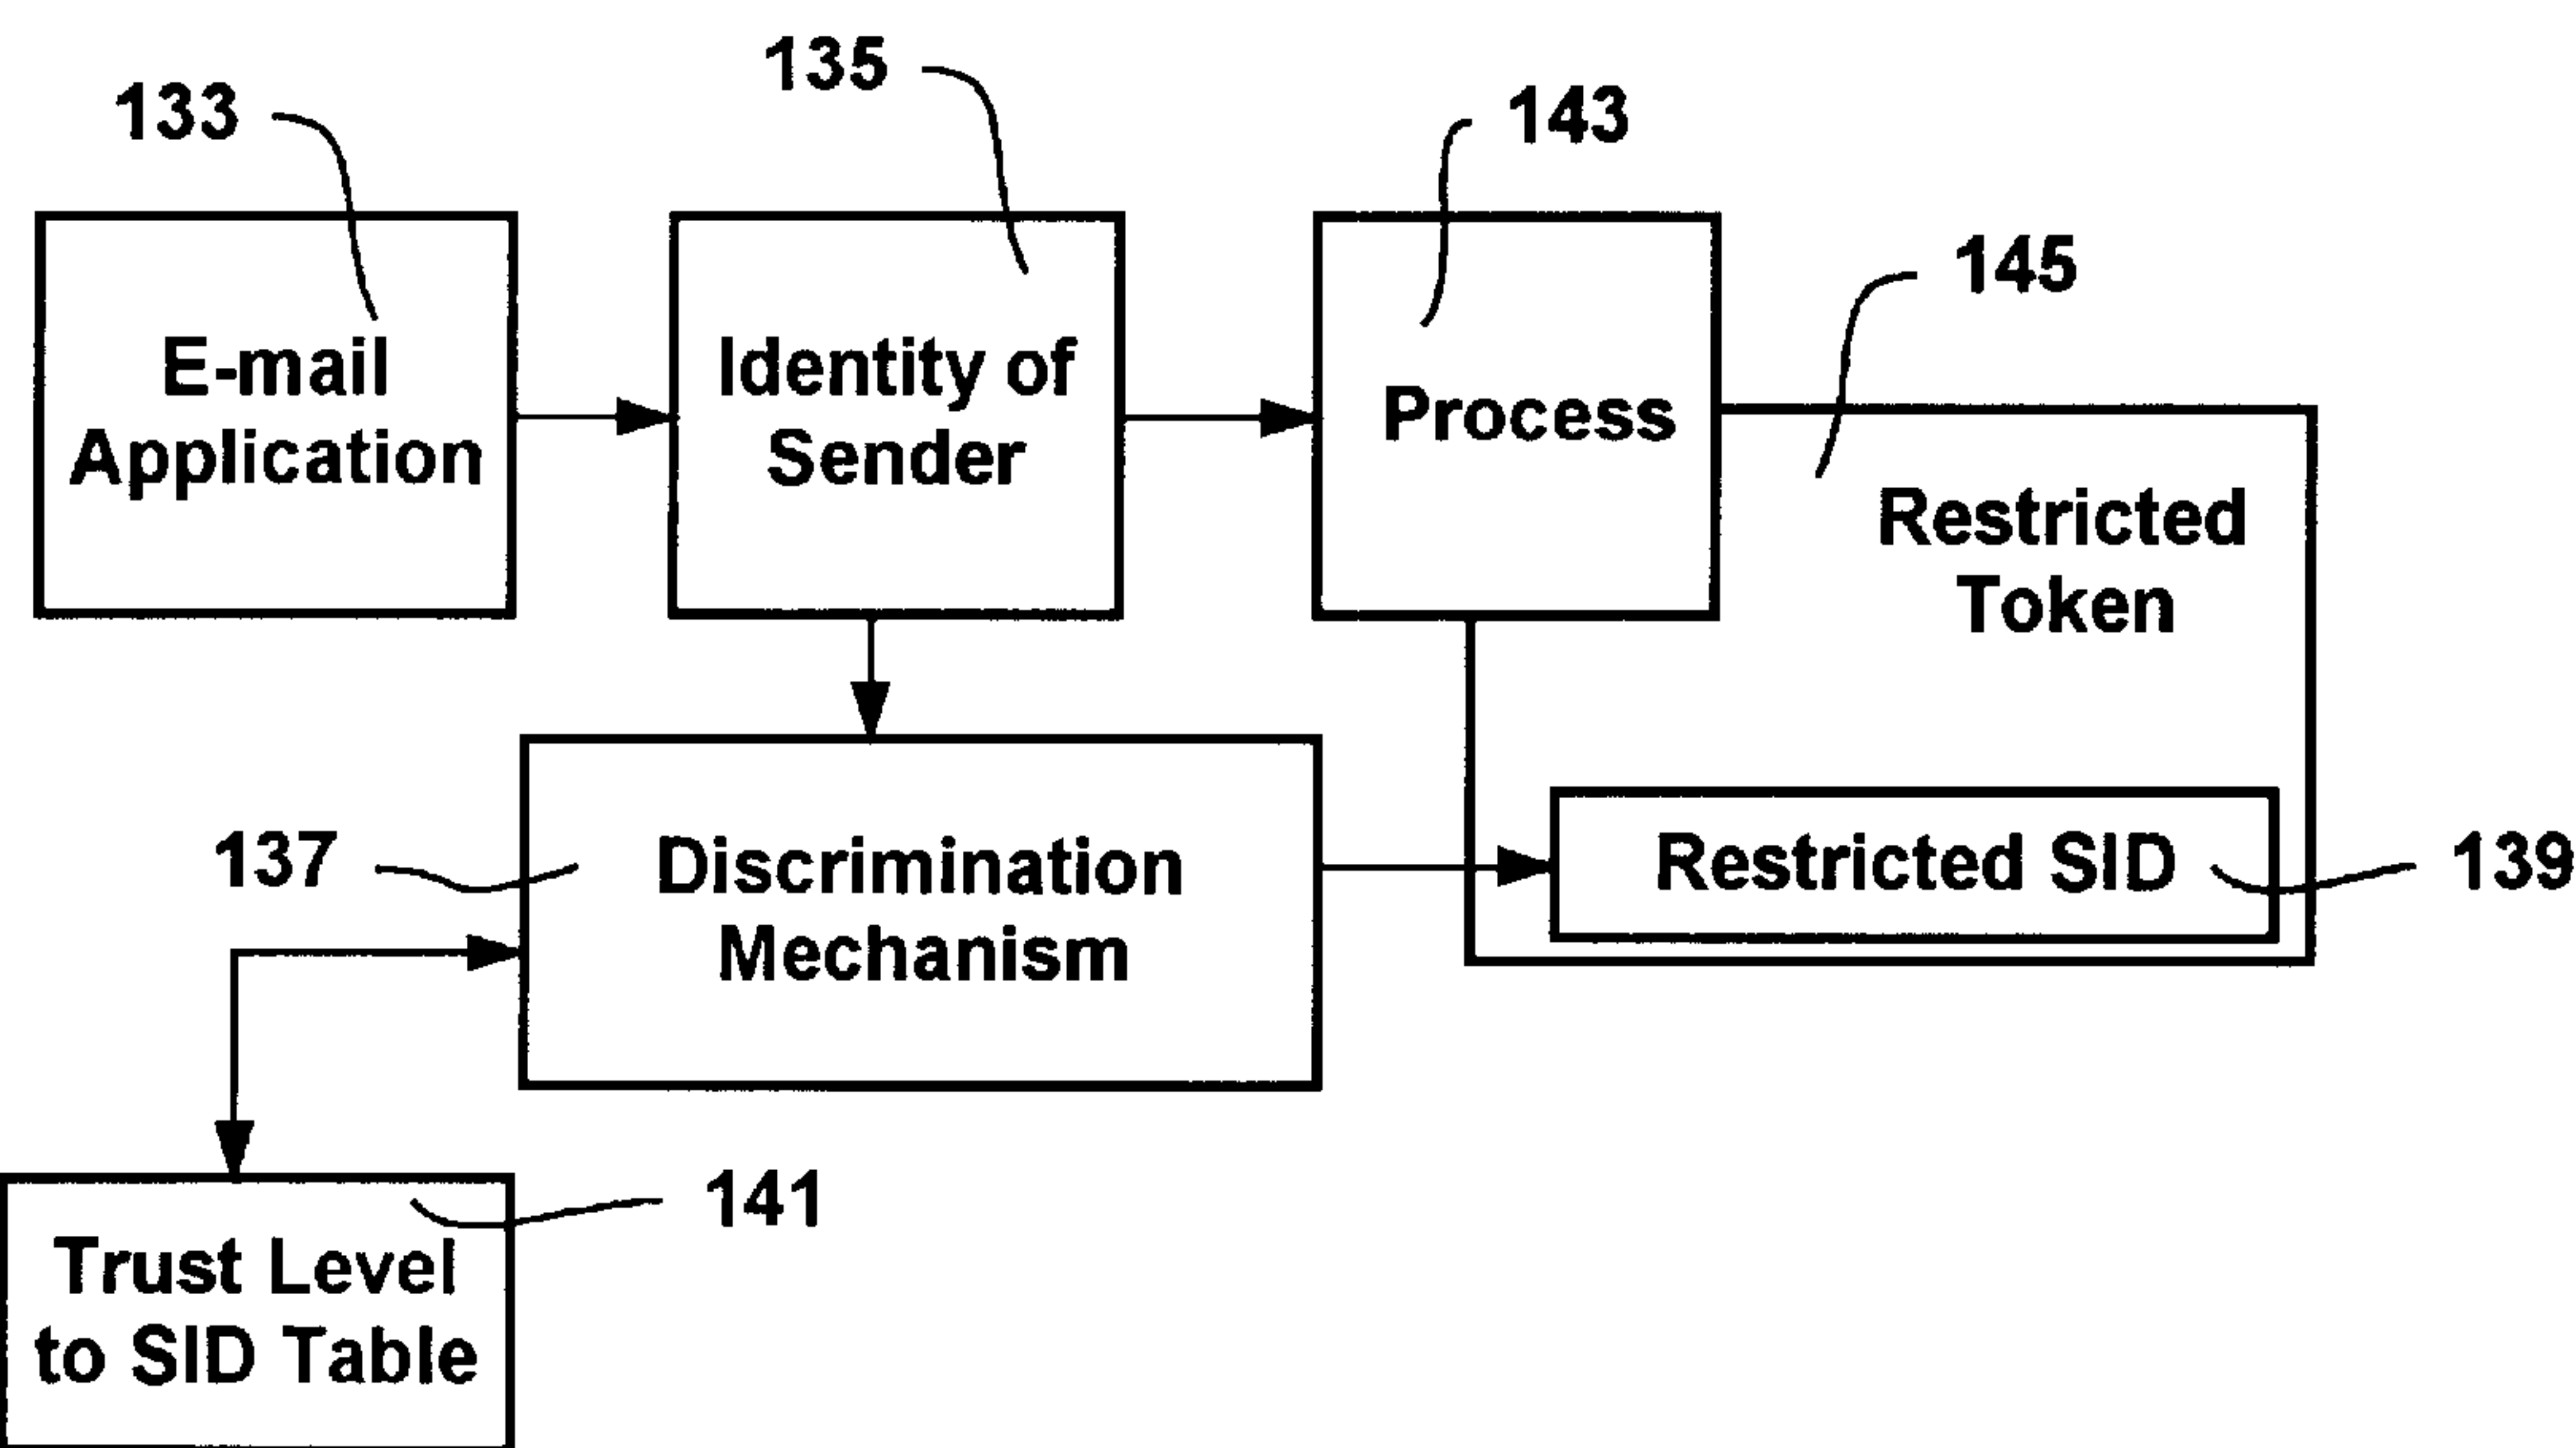 133
135
143
145
E-mail
Application
Identity of
Sender
Process
Restricted
Token
137
Discrimination
Mechanism
Restricted SID
139
141
Trust Level
to SID Table